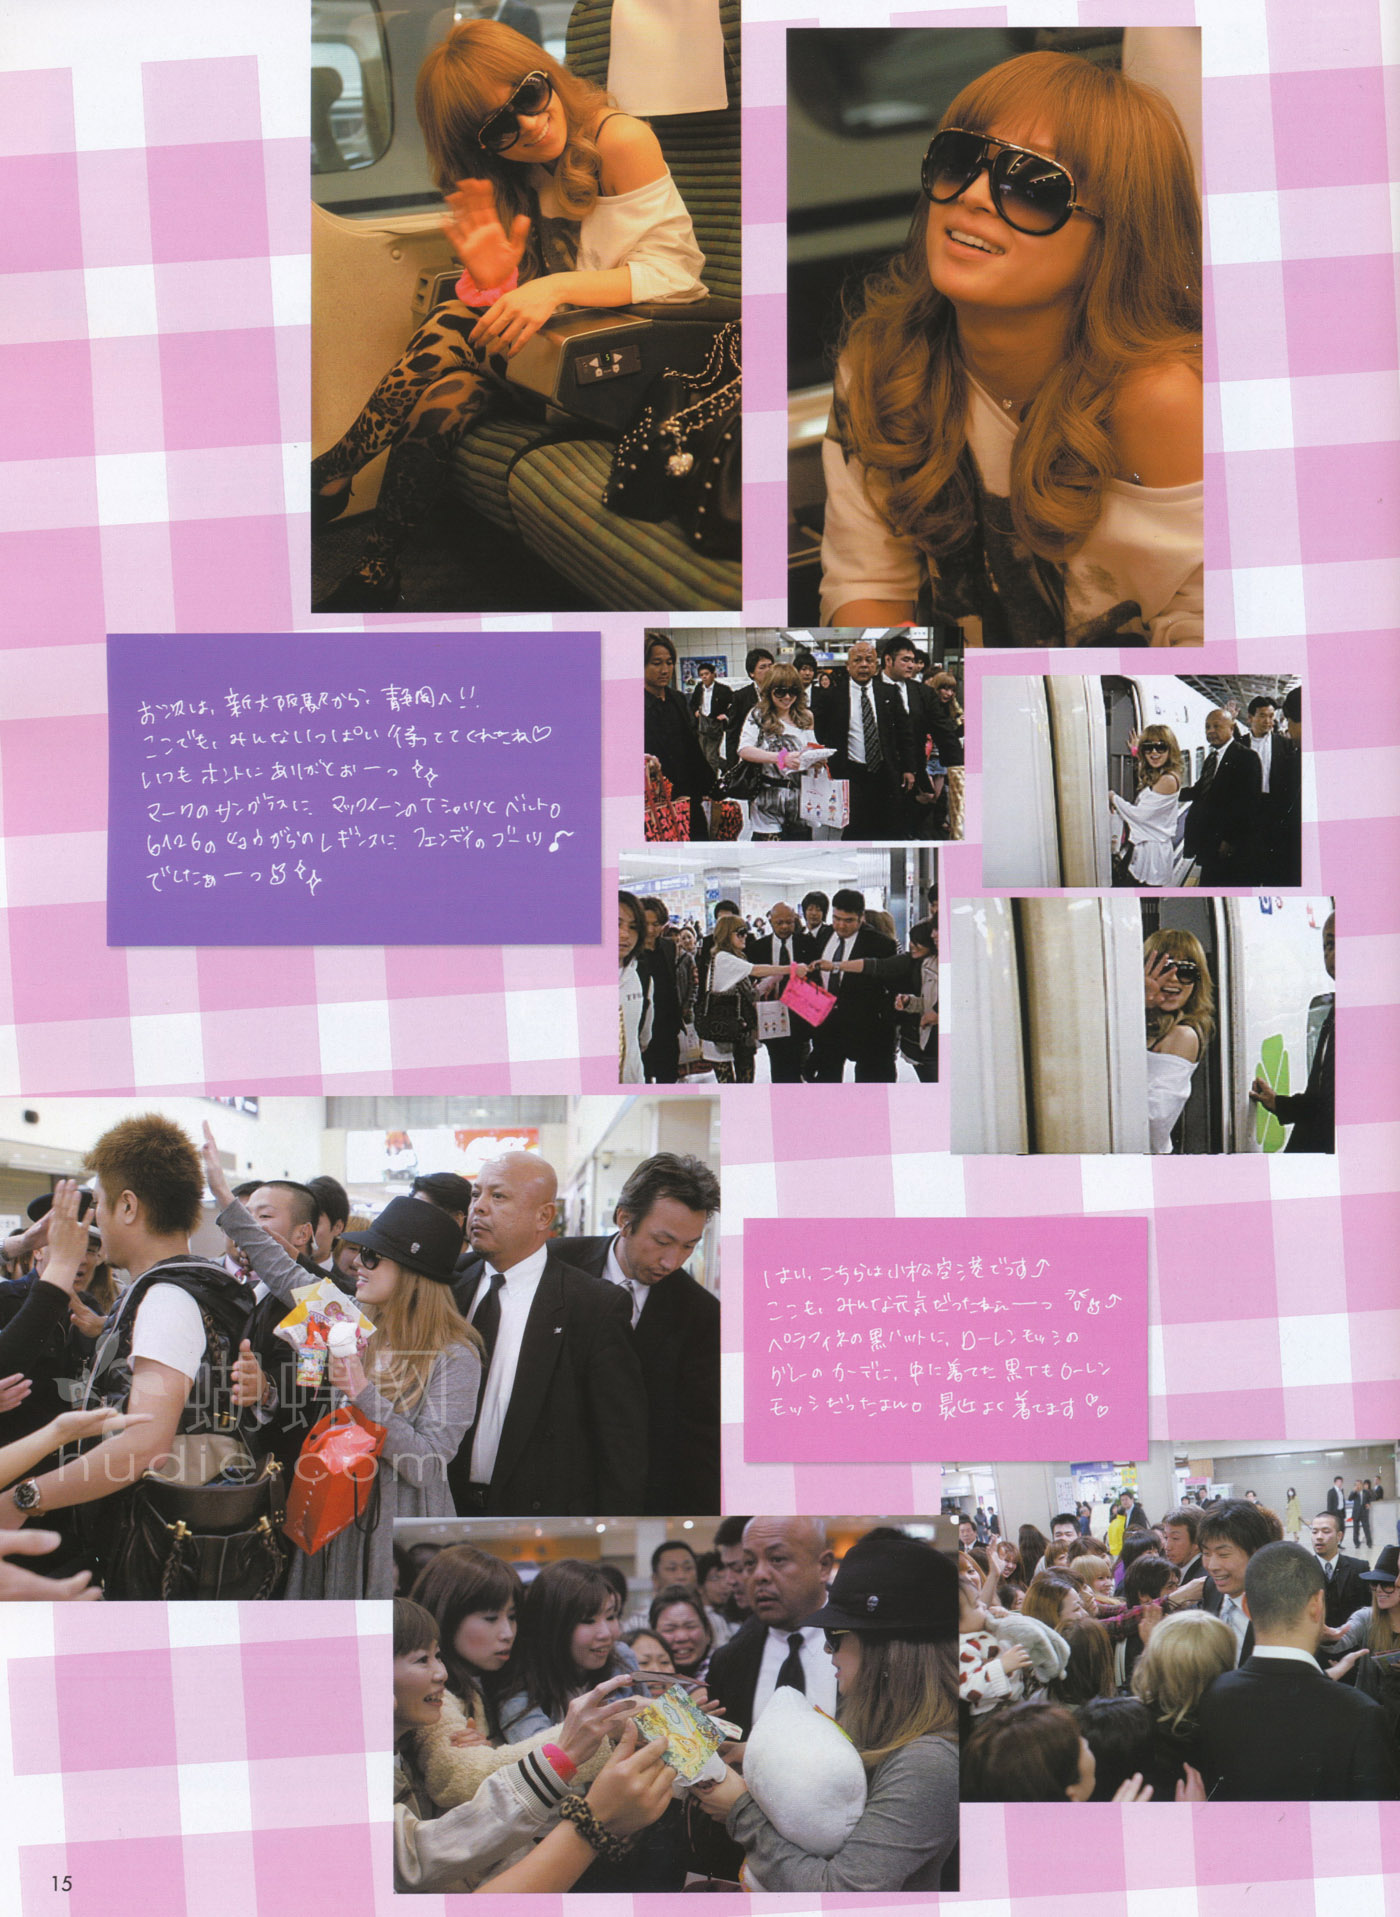 お次は、新大阪駅から、静岡へ!!
ここでも、みんないっぱい待っててくれたね♡
いつもホントにありがとおーっ
マークのサングラスに、マックイーンのTシャツとベルト。
6126のひょうがらのレギンスに、フェンディのブーツ♪
でしたぁーっ
はい、こちらは小松空港でっす↑
ここも、みんな元気だったねぇーっ ↑
ペラフィネの黒ハットに、ローレンモッシの
グレーのカーデに、中に着てた黒Tもローレン
モッシだったよん。最近よく着てます
蝴蝶网
hudie.com
15